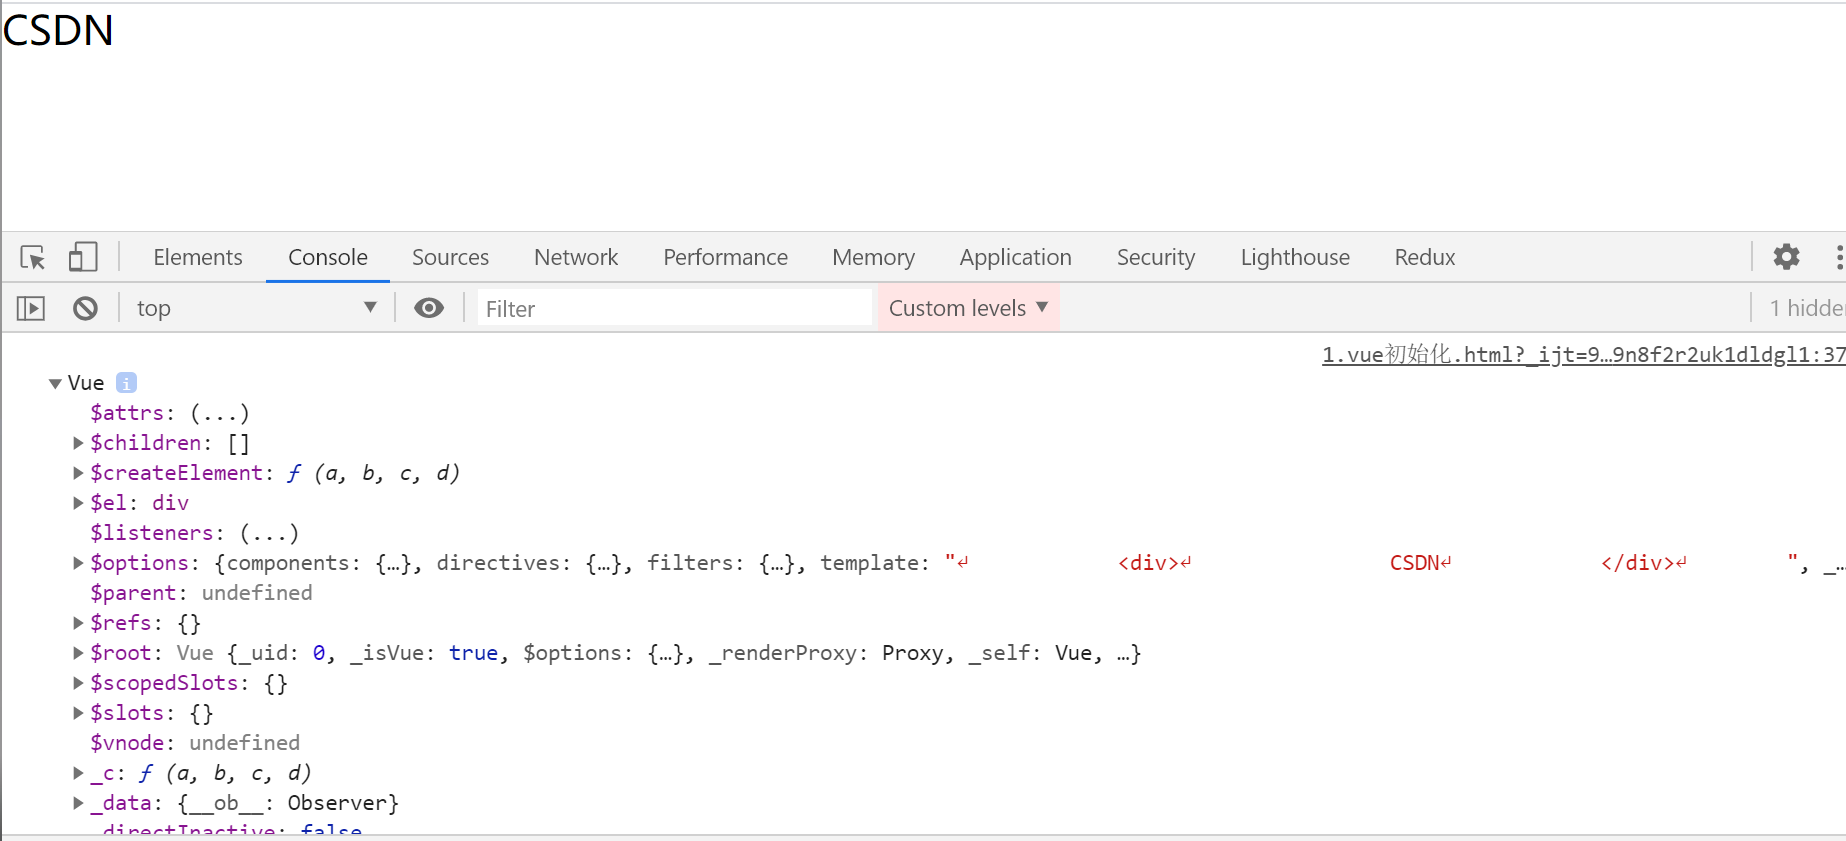 CSDN
Elements Console Sources Network Performance Memory Application Security Lighthouse Redux
top Filter Custom levels 1 hidde
1.vue初始化.html?_ijt=9…9n8f2r2uk1dldgl1:37
Vue i
$attrs: (...)
$children: []
$createElement: ƒ (a, b, c, d)
$el: div
$listeners: (...)
$options: {components: {…}, directives: {…}, filters: {…}, template: "↵ <div>↵ CSDN↵ </div>↵ ", _…
$parent: undefined
$refs: {}
$root: Vue {_uid: 0, _isVue: true, $options: {…}, _renderProxy: Proxy, _self: Vue, …}
$scopedSlots: {}
$slots: {}
$vnode: undefined
_c: ƒ (a, b, c, d)
_data: {__ob__: Observer}
_directInactive: false